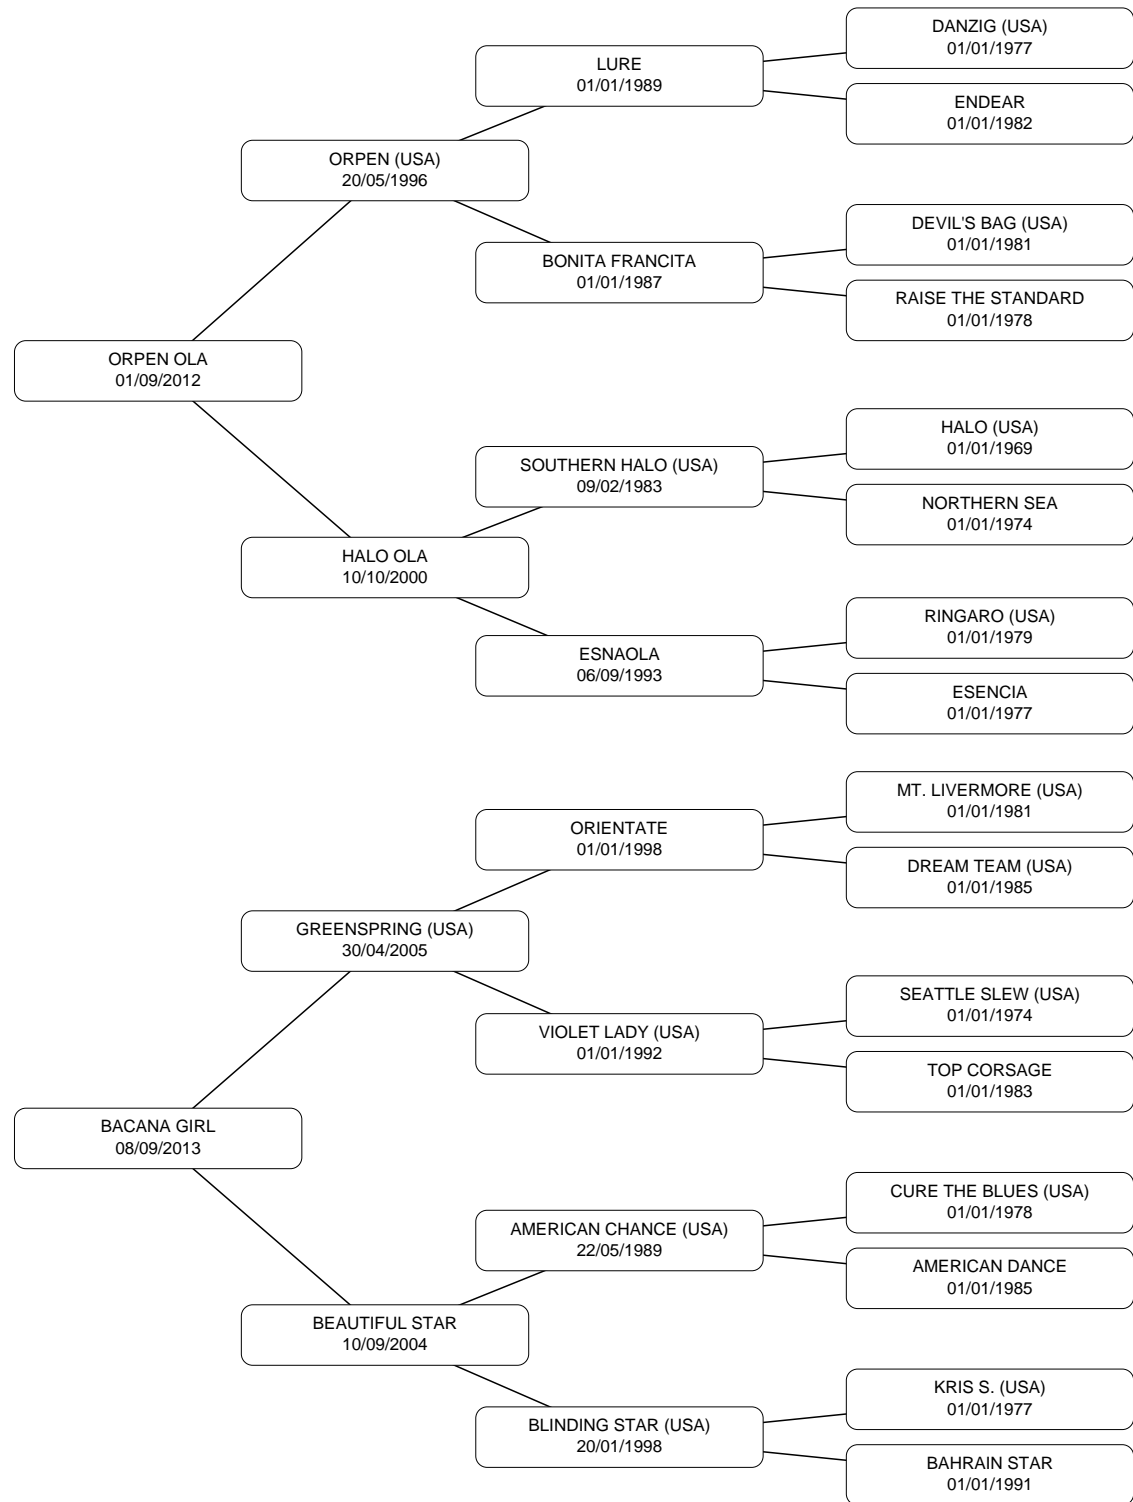 DANZIG (USA)
01/01/1977
LURE
01/01/1989
ENDEAR
01/01/1982
ORPEN (USA)
20/05/1996
DEVIL'S BAG (USA)
01/01/1981
BONITA FRANCITA
01/01/1987
RAISE THE STANDARD
01/01/1978
ORPEN OLA
01/09/2012
HALO (USA)
01/01/1969
SOUTHERN HALO (USA)
09/02/1983
NORTHERN SEA
01/01/1974
HALO OLA
10/10/2000
RINGARO (USA)
01/01/1979
ESNAOLA
06/09/1993
ESENCIA
01/01/1977
MT. LIVERMORE (USA)
01/01/1981
ORIENTATE
01/01/1998
DREAM TEAM (USA)
01/01/1985
GREENSPRING (USA)
30/04/2005
SEATTLE SLEW (USA)
01/01/1974
VIOLET LADY (USA)
01/01/1992
TOP CORSAGE
01/01/1983
BACANA GIRL
08/09/2013
CURE THE BLUES (USA)
01/01/1978
AMERICAN CHANCE (USA)
22/05/1989
AMERICAN DANCE
01/01/1985
BEAUTIFUL STAR
10/09/2004
KRIS S. (USA)
01/01/1977
BLINDING STAR (USA)
20/01/1998
BAHRAIN STAR
01/01/1991